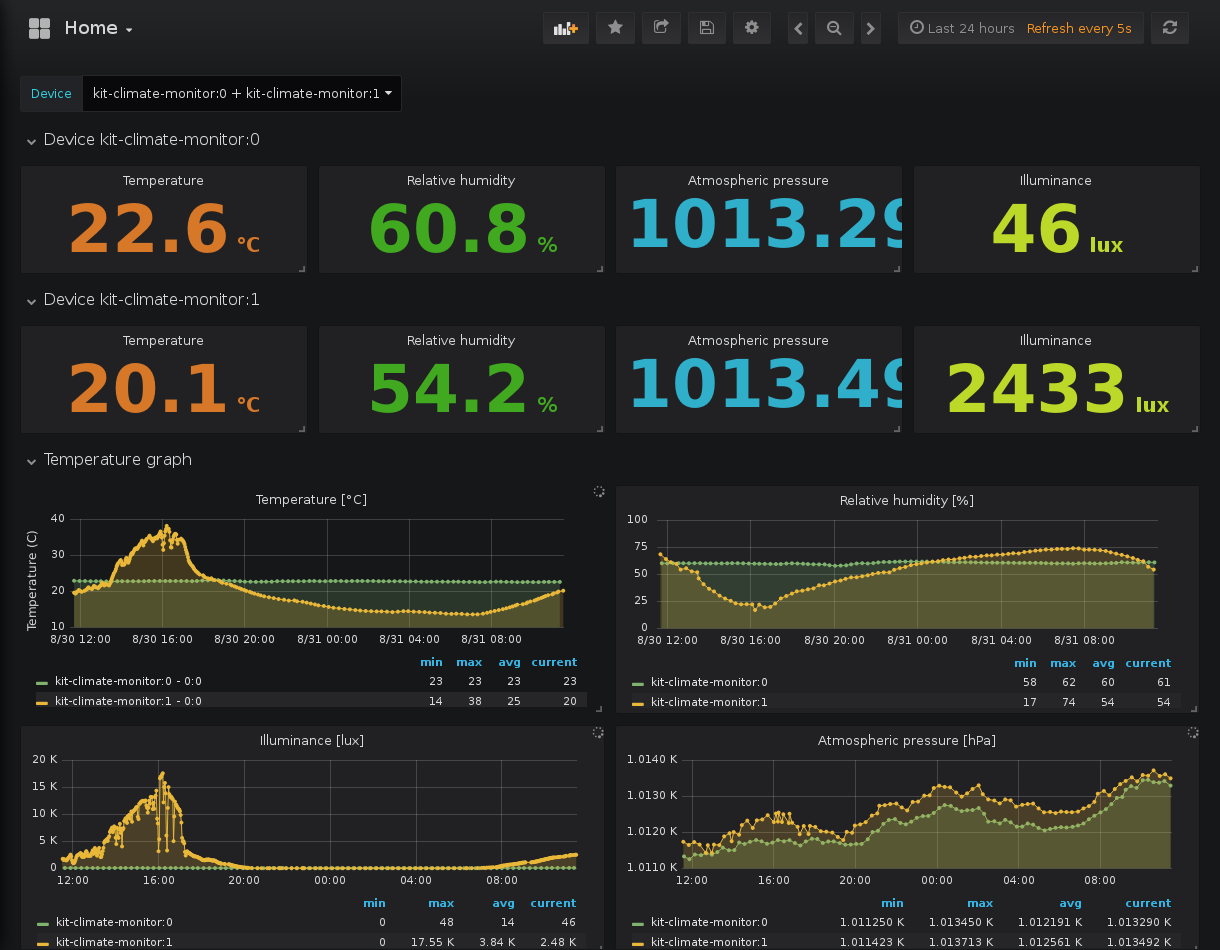 Home
Last 24 hours Refresh every 5s
Device kit-climate-monitor:0 + kit-climate-monitor:1
Device kit-climate-monitor:0
Temperature Relative humidity Atmospheric pressure Illuminance
22.6 °C 60.8 % 1013.29 46 lux
Device kit-climate-monitor:1
Temperature Relative humidity Atmospheric pressure Illuminance
20.1 °C 54.2 % 1013.49 2433 lux
Temperature graph
Temperature [°C]
Temperature (C)
40
30
20
10
8/30 12:00 8/30 16:00 8/30 20:00 8/31 00:00 8/31 04:00 8/31 08:00
min max avg current
kit-climate-monitor:0 - 0:0 23 23 23 23
kit-climate-monitor:1 - 0:0 14 38 25 20
Relative humidity [%]
100
75
50
25
0
8/30 12:00 8/30 16:00 8/30 20:00 8/31 00:00 8/31 04:00 8/31 08:00
min max avg current
kit-climate-monitor:0 58 62 60 61
kit-climate-monitor:1 17 74 54 54
Illuminance [lux]
20 K
15 K
10 K
5 K
0
12:00 16:00 20:00 00:00 04:00 08:00
min max avg current
kit-climate-monitor:0 0 48 14 46
kit-climate-monitor:1 0 17.55 K 3.84 K 2.48 K
Atmospheric pressure [hPa]
1.0140 K
1.0130 K
1.0120 K
1.0110 K
12:00 16:00 20:00 00:00 04:00 08:00
min max avg current
kit-climate-monitor:0 1.011250 K 1.013450 K 1.012191 K 1.013290 K
kit-climate-monitor:1 1.011423 K 1.013713 K 1.012561 K 1.013492 K